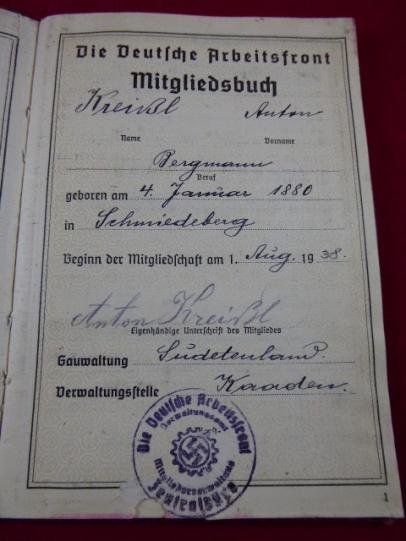 Die Deutsche Arbeitsfront
Mitgliedsbuch
Kreißl Anton
Name Vorname
Bergmann
Beruf
geboren am 4. Januar 1880
in Schmiedeberg
Beginn der Mitgliedschaft am 1. Aug. 1938.
Anton Kreißl
Eigenhändige Unterschrift des Mitgliedes
Gauwaltung Sudetenland.
Verwaltungsstelle Kaaden.
Die Deutsche Arbeitsfront
Verwaltungsamt
Zentralbüro
1